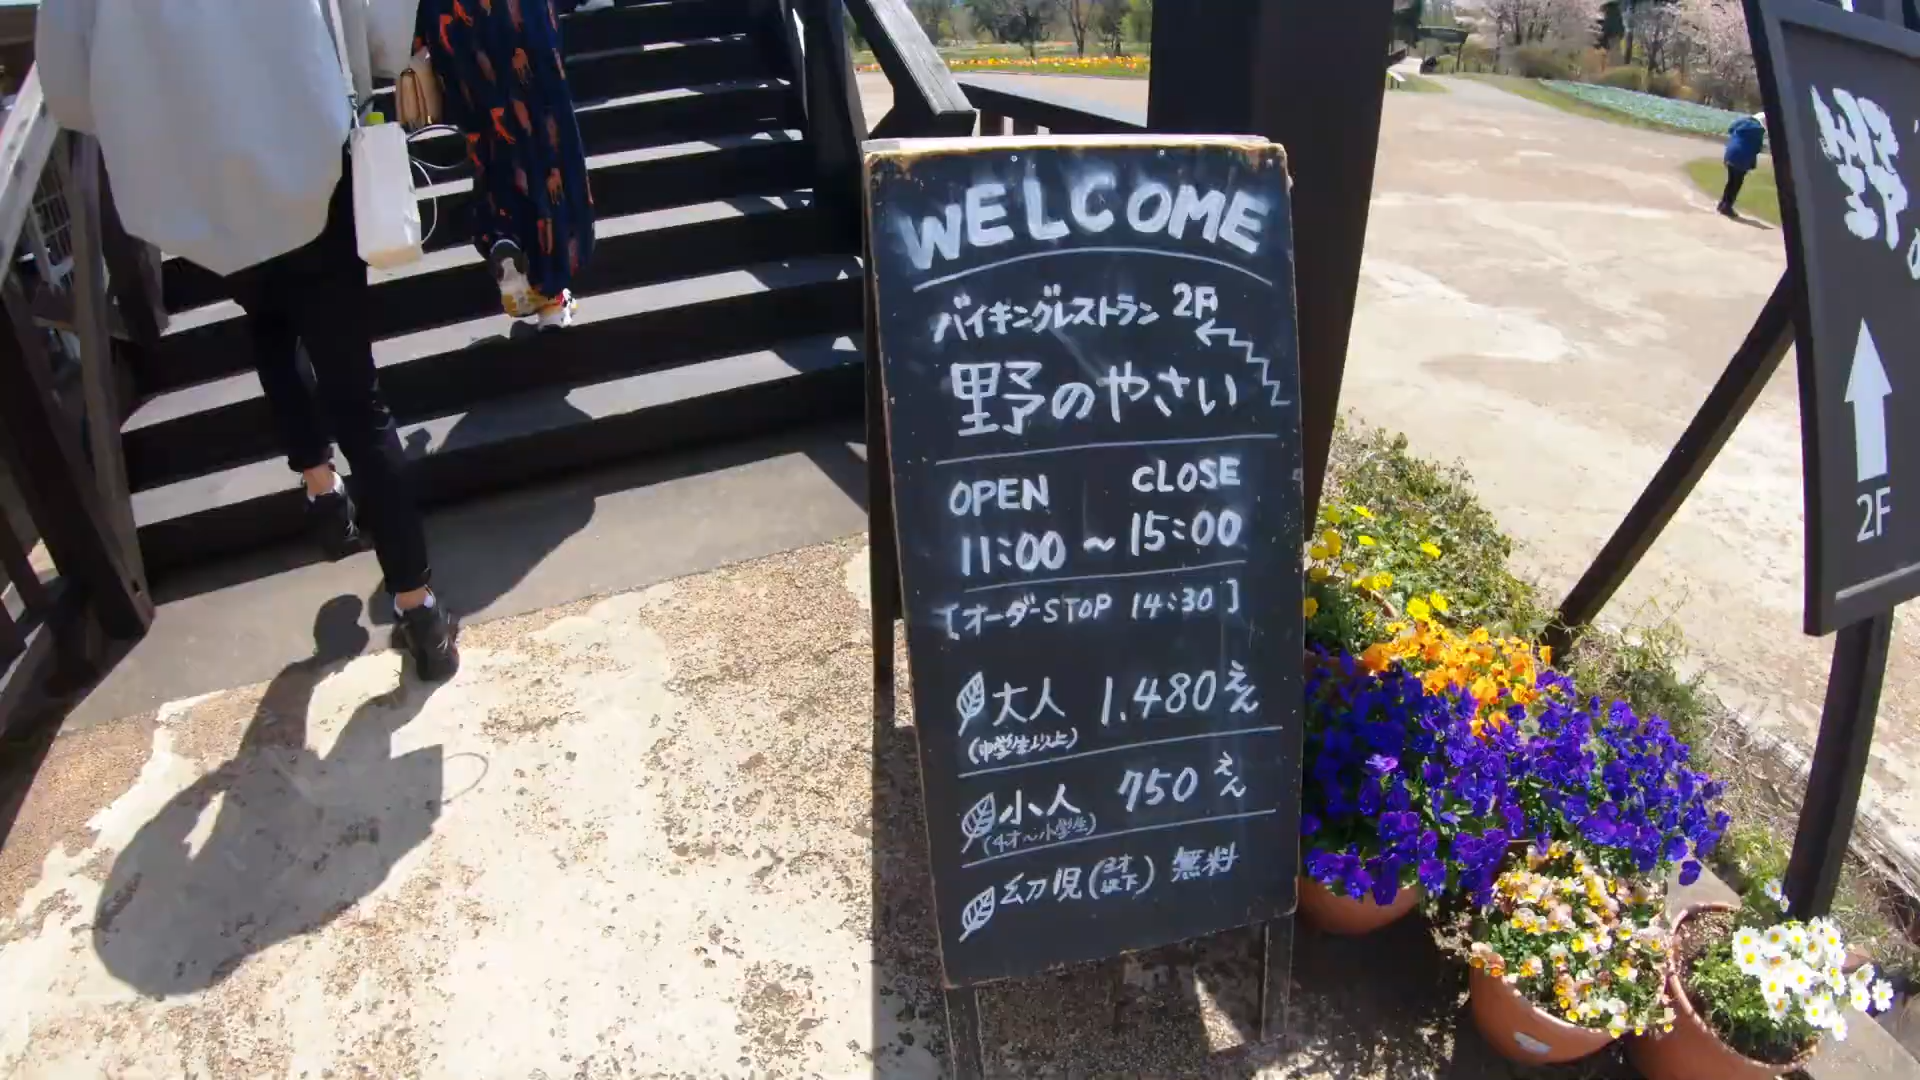 WELCOME
バイキングレストラン 2F
野のやさい
OPEN CLOSE
11:00 ～ 15:00
[オーダーSTOP 14:30]
大人 1.480えん
(中学生以上)
小人 750えん
(4才～小学生)
幼児(3才以下) 無料
2F